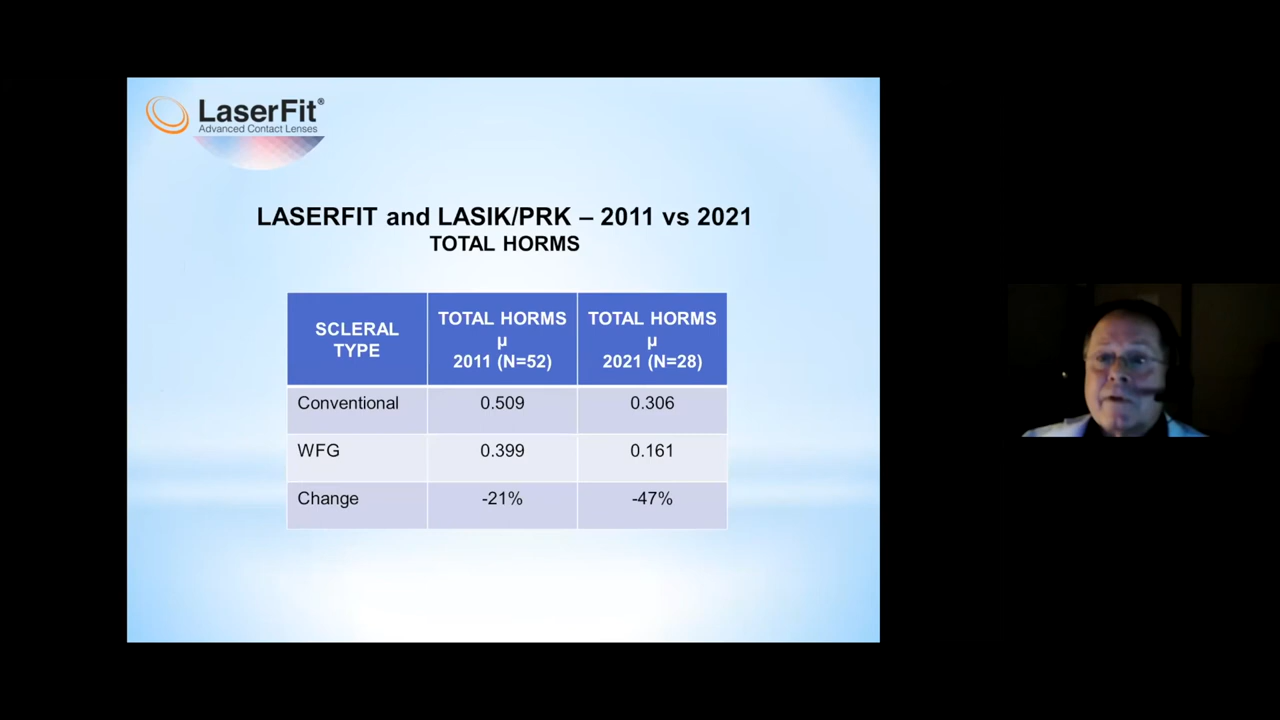 LaserFit®
Advanced Contact Lenses
LASERFIT and LASIK/PRK – 2011 vs 2021
TOTAL HORMS
SCLERAL
TYPE
TOTAL HORMS
µ
2011 (N=52)
TOTAL HORMS
µ
2021 (N=28)
Conventional
0.509
0.306
WFG
0.399
0.161
Change
-21%
-47%